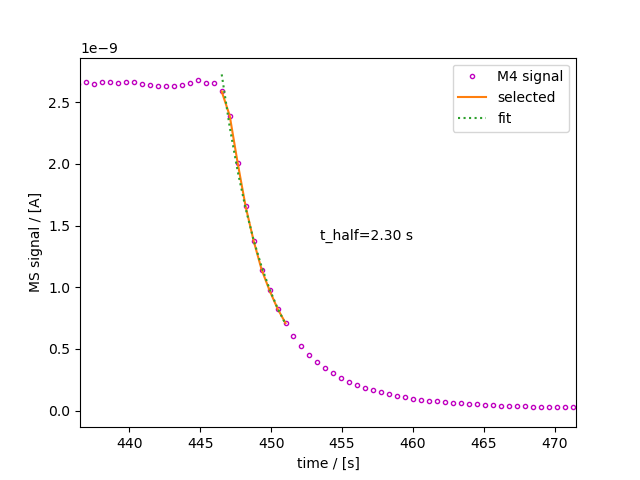 1e−9
M4 signal
selected
fit
2.5
2.0
1.5
1.0
0.5
0.0
MS signal / [A]
t_half=2.30 s
440
445
450
455
460
465
470
time / [s]